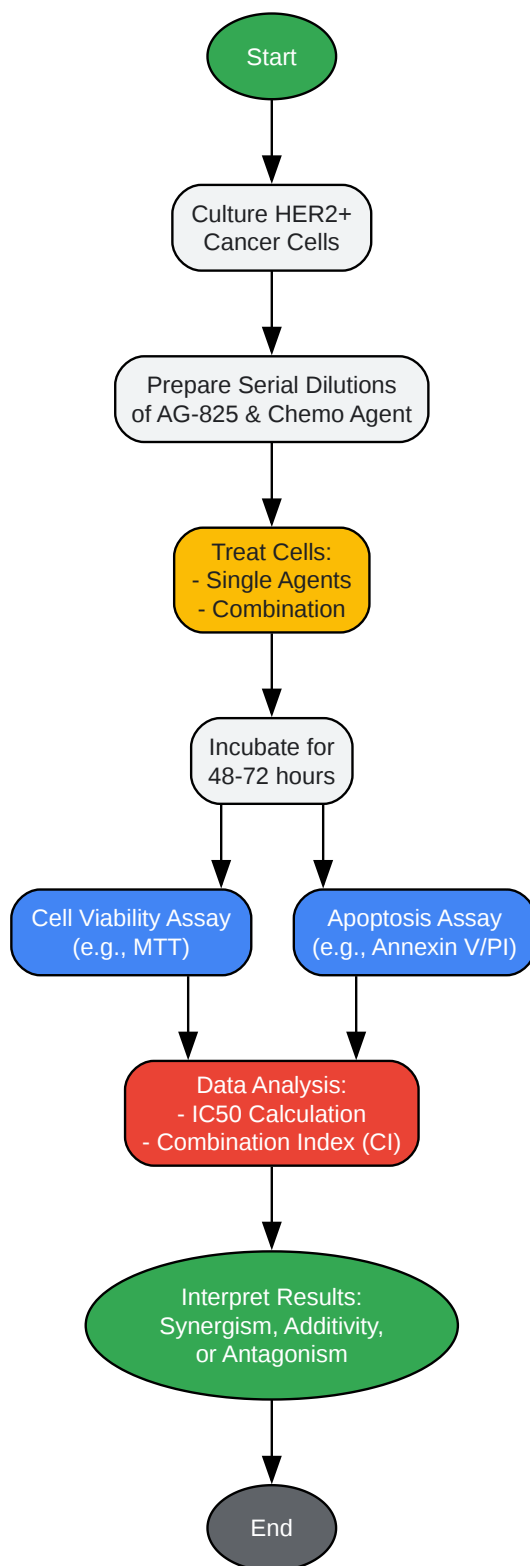 Start
Culture HER2+
Cancer Cells
Prepare Serial Dilutions
of AG-825 & Chemo Agent
Treat Cells:
- Single Agents
- Combination
Incubate for
48-72 hours
Cell Viability Assay
(e.g., MTT)
Apoptosis Assay
(e.g., Annexin V/PI)
Data Analysis:
- IC50 Calculation
- Combination Index (CI)
Interpret Results:
Synergism, Additivity,
or Antagonism
End